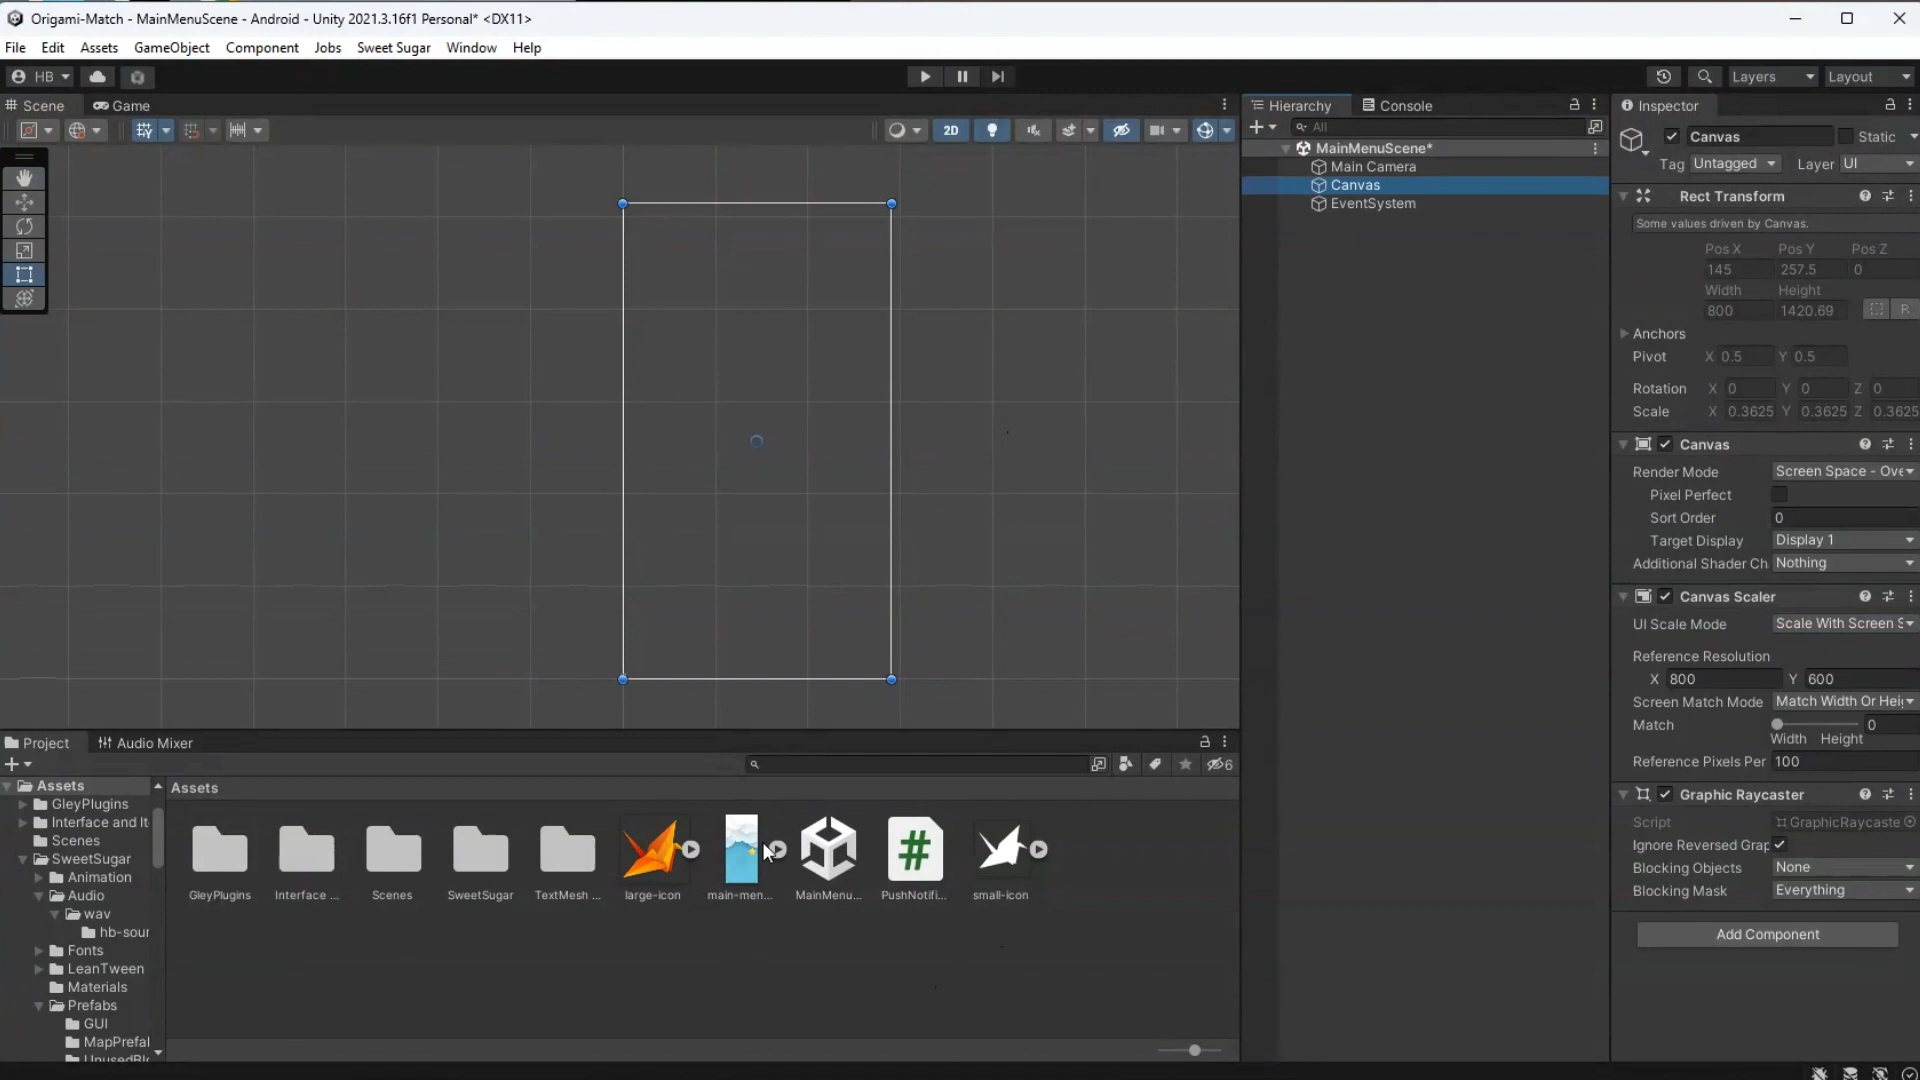 Origami-Match - MainMenuScene - Android - Unity 2021.3.16f1 Personal* <DX11>
File Edit Assets GameObject Component Jobs Sweet Sugar Window Help
HB Layers Layout
Scene Game
2D
Hierarchy Console
All
MainMenuScene*
Main Camera
Canvas
EventSystem
Inspector
Canvas Static
Tag Untagged Layer UI
Rect Transform
Some values driven by Canvas.
Pos X Pos Y Pos Z
145 257.5 0
Width Height
800 1420.69 R
Anchors
Pivot X 0.5 Y 0.5
Rotation X 0 Y 0 Z 0
Scale X 0.3625 Y 0.3625 Z 0.3625
Canvas
Render Mode Screen Space - Ove
Pixel Perfect
Sort Order 0
Target Display Display 1
Additional Shader Ch Nothing
Canvas Scaler
UI Scale Mode Scale With Screen S
Reference Resolution
X 800 Y 600
Screen Match Mode Match Width Or Hei
Match 0
Width Height
Reference Pixels Per 100
Graphic Raycaster
Script GraphicRaycaste
Ignore Reversed Grap
Blocking Objects None
Blocking Mask Everything
Add Component
Project Audio Mixer
6
Assets
GleyPlugins
Interface and It
Scenes
SweetSugar
Animation
Audio
wav
hb-sour
Fonts
LeanTween
Materials
Prefabs
GUI
MapPrefal
UnusedBl
Assets
GleyPlugins Interface ... Scenes SweetSugar TextMesh ... large-icon main-men... MainMenu... PushNotifi... small-icon